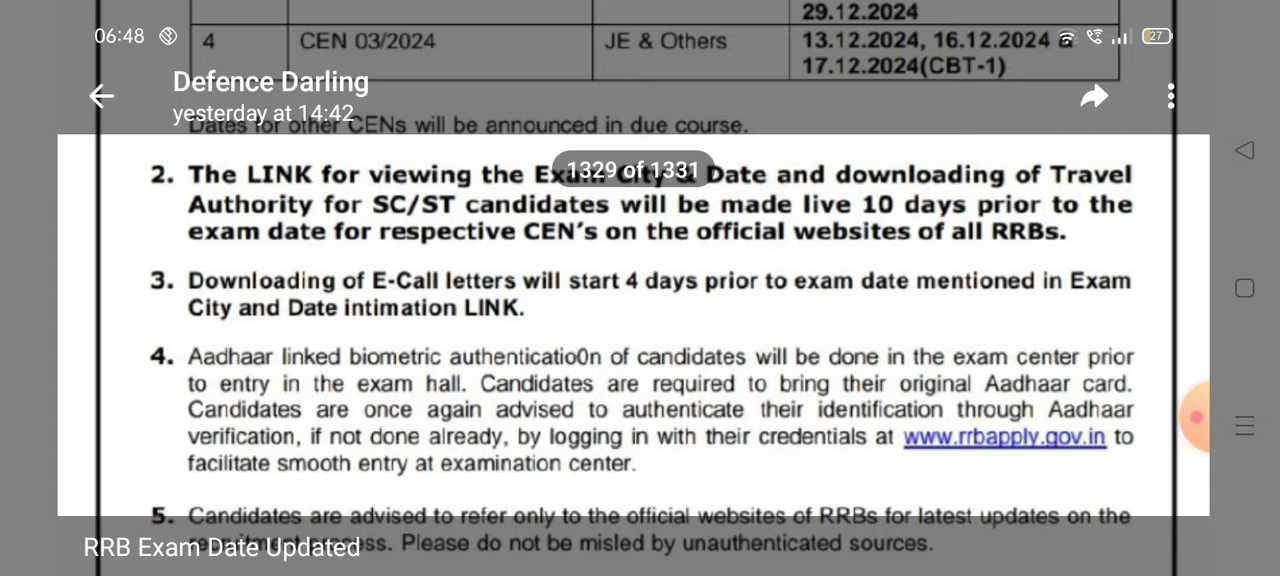 29.12.2024
06:48
27
4 CEN 03/2024 JE & Others 13.12.2024, 16.12.2024 &
17.12.2024(CBT-1)
Defence Darling
yesterday at 14:42
Dates for other CENs will be announced in due course.
1329 of 1331
2. The LINK for viewing the Exam City & Date and downloading of Travel
Authority for SC/ST candidates will be made live 10 days prior to the
exam date for respective CEN's on the official websites of all RRBs.
3. Downloading of E-Call letters will start 4 days prior to exam date mentioned in Exam
City and Date intimation LINK.
4. Aadhaar linked biometric authenticatio0n of candidates will be done in the exam center prior
to entry in the exam hall. Candidates are required to bring their original Aadhaar card.
Candidates are once again advised to authenticate their identification through Aadhaar
verification, if not done already, by logging in with their credentials at www.rrbapply.gov.in to
facilitate smooth entry at examination center.
5. Candidates are advised to refer only to the official websites of RRBs for latest updates on the
Please do not be misled by unauthenticated sources.
RRB Exam Date Updated